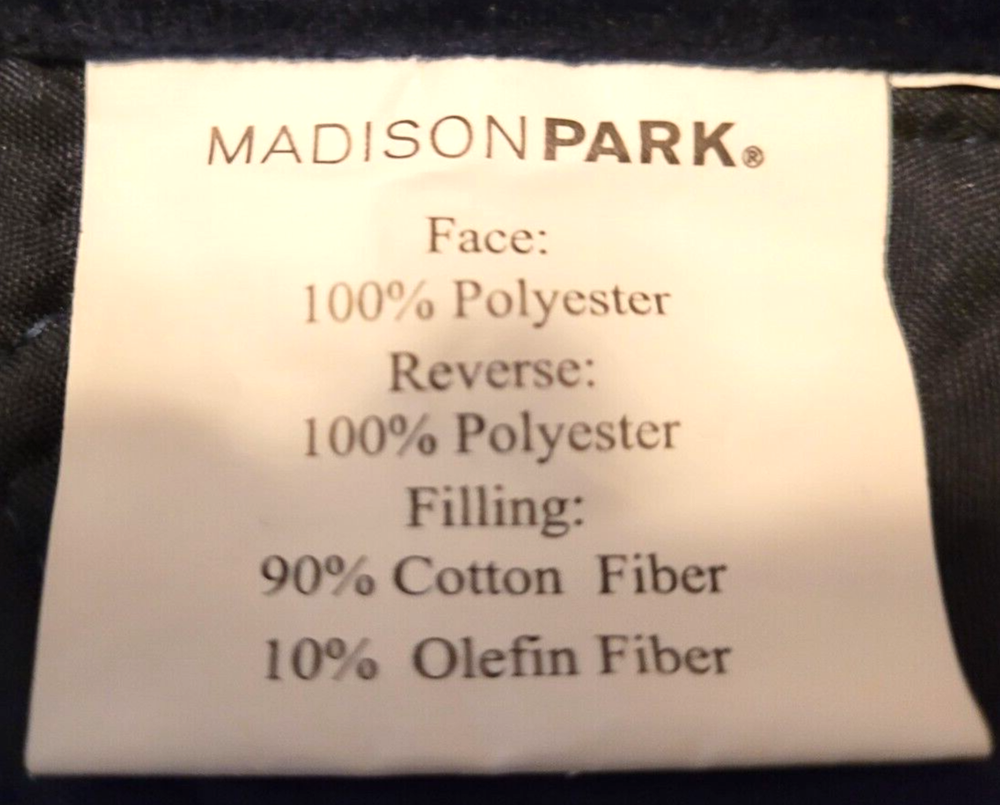 MADISONPARK®
Face:
100% Polyester
Reverse:
100% Polyester
Filling:
90% Cotton Fiber
10% Olefin Fiber